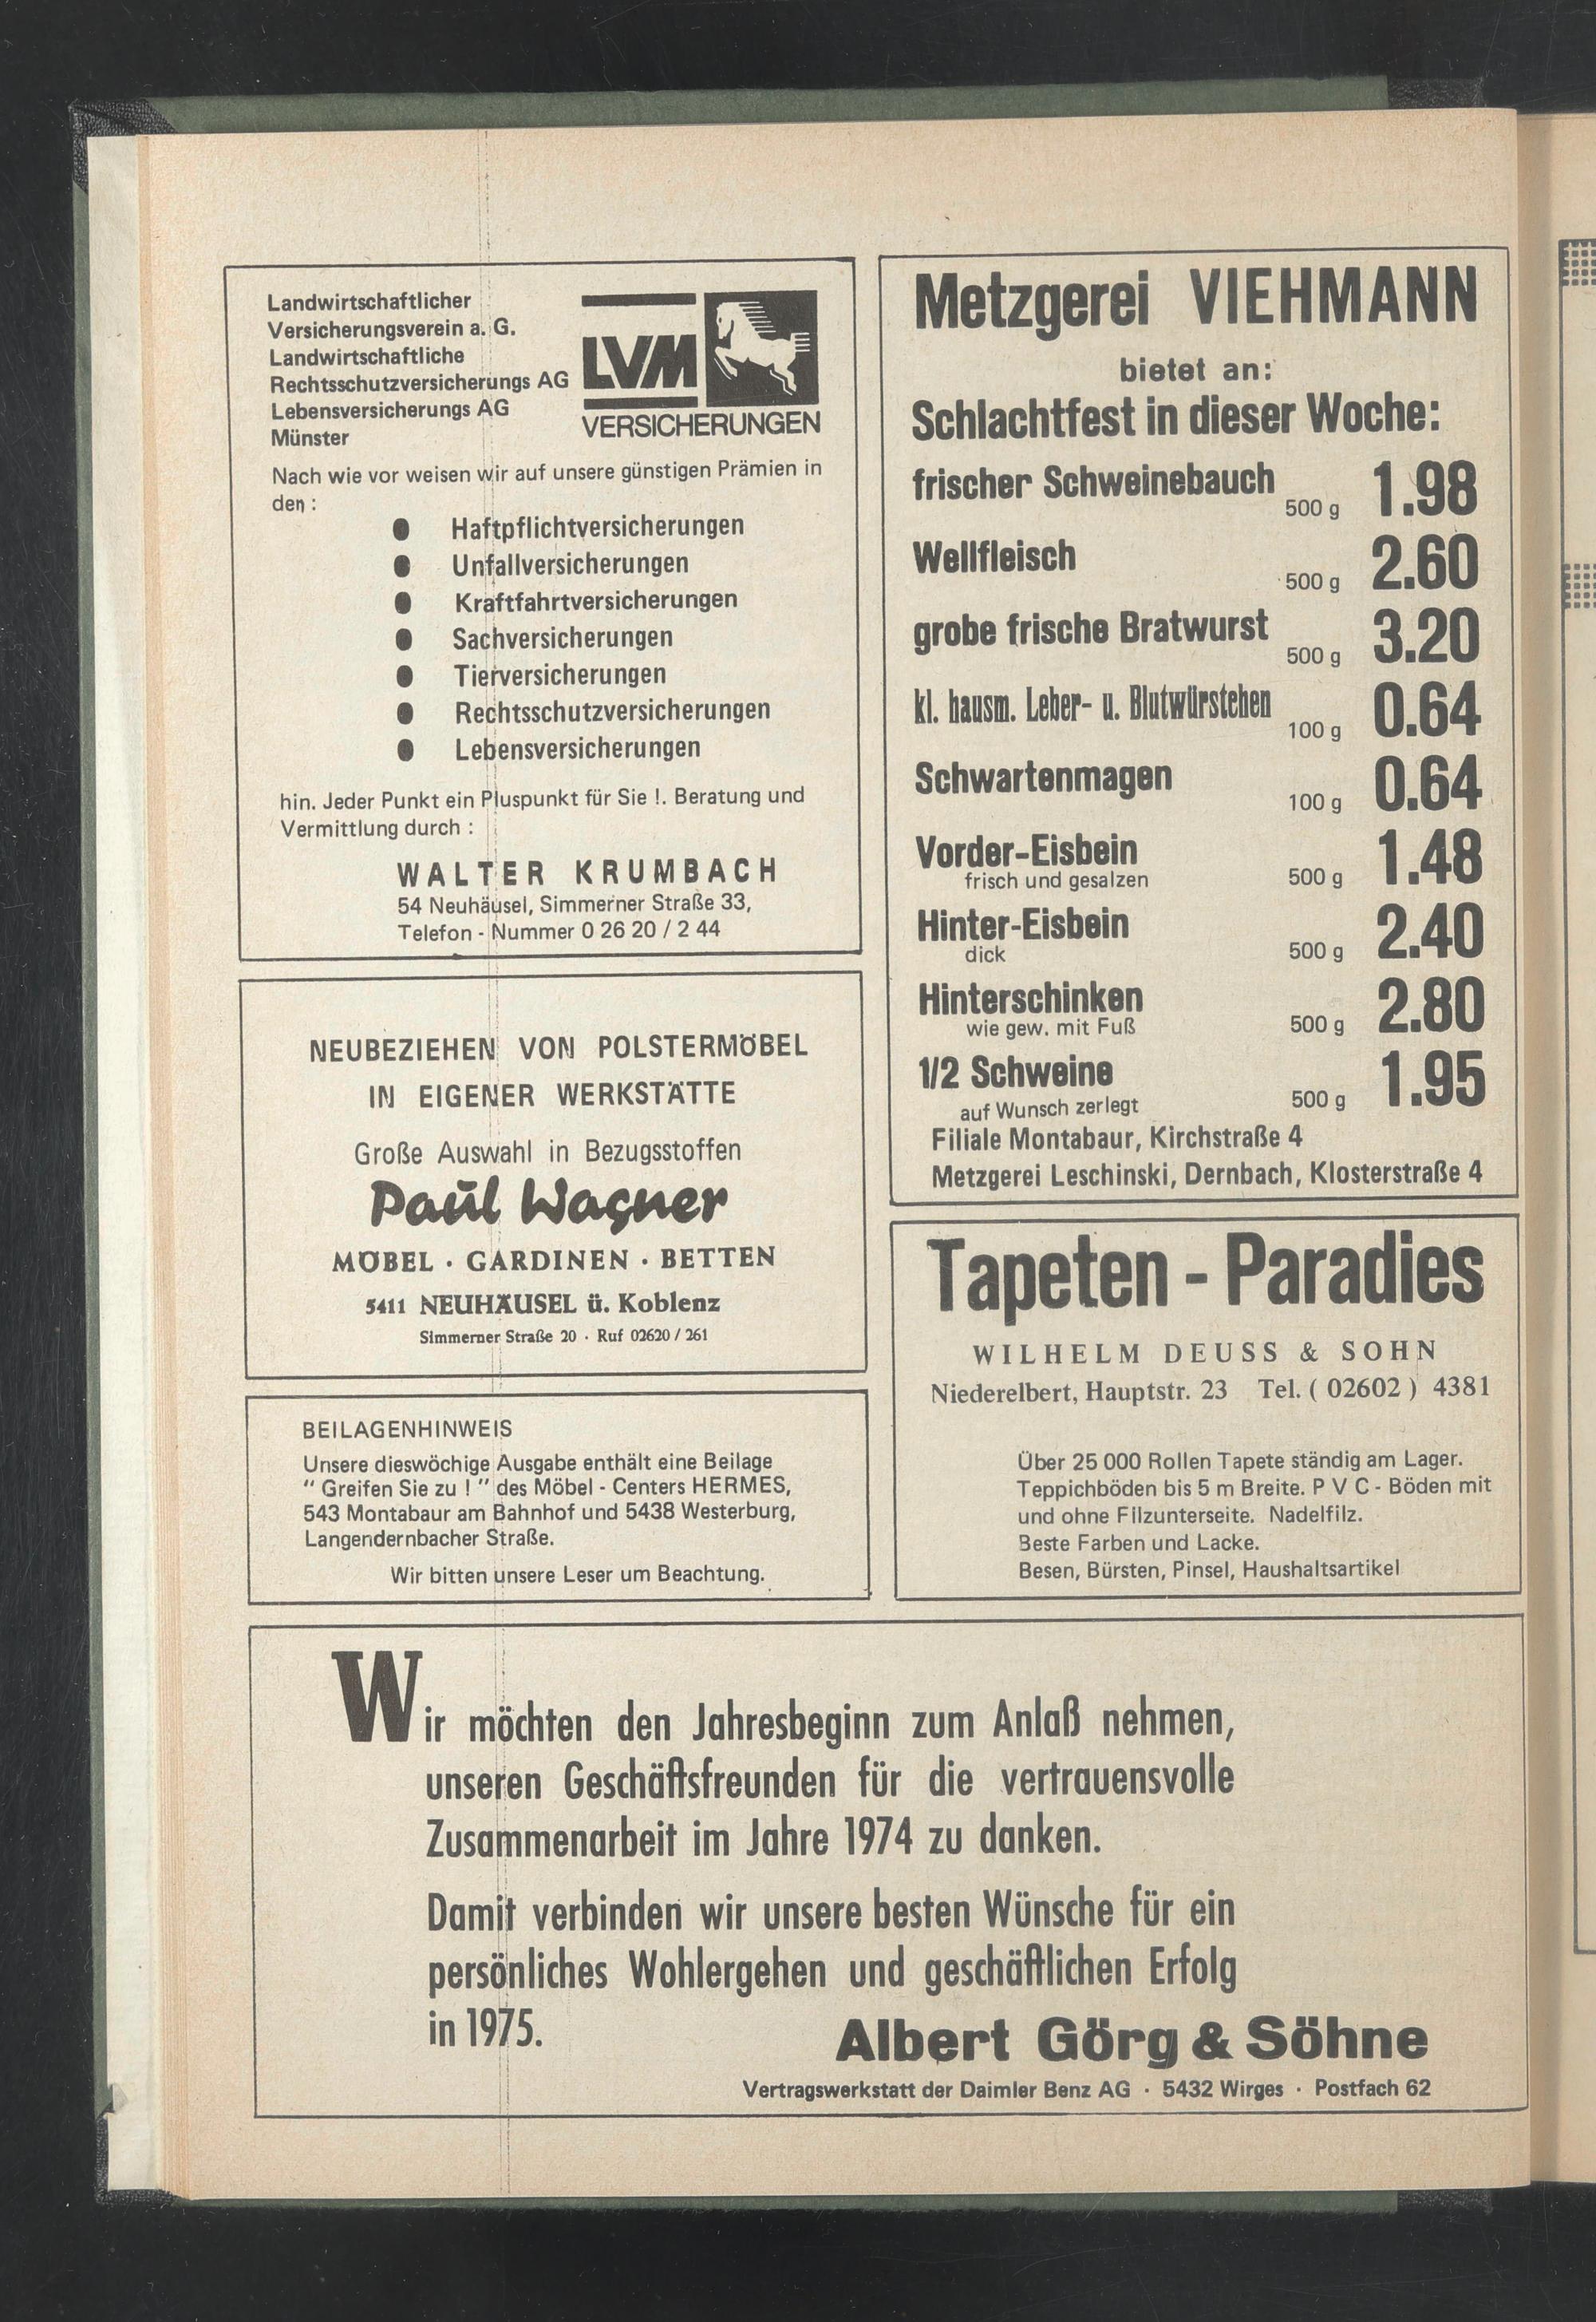 Landwirtschaftlicher
Versicherungsverein a. G.
Landwirtschaftliche
Rechtsschutzversicherungs AG
Lebensversicherungs AG
Münster
LVM
VERSICHERUNGEN
Nach wie vor weisen wir auf unsere günstigen Prämien in
den :
● Haftpflichtversicherungen
● Unfallversicherungen
● Kraftfahrtversicherungen
● Sachversicherungen
● Tierversicherungen
● Rechtsschutzversicherungen
● Lebensversicherungen
hin. Jeder Punkt ein Pluspunkt für Sie !. Beratung und
Vermittlung durch :
WALTER KRUMBACH
54 Neuhäusel, Simmerner Straße 33,
Telefon - Nummer 0 26 20 / 2 44
NEUBEZIEHEN VON POLSTERMÖBEL
IN EIGENER WERKSTÄTTE
Große Auswahl in Bezugsstoffen
Paul Wagner
MÖBEL · GARDINEN · BETTEN
5411 NEUHÄUSEL ü. Koblenz
Simmerner Straße 20 · Ruf 02620 / 261
BEILAGENHINWEIS
Unsere dieswöchige Ausgabe enthält eine Beilage
“ Greifen Sie zu ! ” des Möbel - Centers HERMES,
543 Montabaur am Bahnhof und 5438 Westerburg,
Langendernbacher Straße.
Wir bitten unsere Leser um Beachtung.
Metzgerei VIEHMANN
bietet an:
Schlachtfest in dieser Woche:
frischer Schweinebauch 500 g 1.98
Wellfleisch 500 g 2.60
grobe frische Bratwurst 500 g 3.20
kl. hausm. Leber- u. Blutwürstchen 100 g 0.64
Schwartenmagen 100 g 0.64
Vorder-Eisbein 500 g 1.48
frisch und gesalzen
Hinter-Eisbein 500 g 2.40
dick
Hinterschinken 500 g 2.80
wie gew. mit Fuß
1/2 Schweine 500 g 1.95
auf Wunsch zerlegt
Filiale Montabaur, Kirchstraße 4
Metzgerei Leschinski, Dernbach, Klosterstraße 4
Tapeten - Paradies
WILHELM DEUSS & SOHN
Niederelbert, Hauptstr. 23 Tel. ( 02602 ) 4381
Über 25 000 Rollen Tapete ständig am Lager.
Teppichböden bis 5 m Breite. P V C - Böden mit
und ohne Filzunterseite. Nadelfilz.
Beste Farben und Lacke.
Besen, Bürsten, Pinsel, Haushaltsartikel
Wir möchten den Jahresbeginn zum Anlaß nehmen,
unseren Geschäftsfreunden für die vertrauensvolle
Zusammenarbeit im Jahre 1974 zu danken.
Damit verbinden wir unsere besten Wünsche für ein
persönliches Wohlergehen und geschäftlichen Erfolg
in 1975.
Albert Görg & Söhne
Vertragswerkstatt der Daimler Benz AG · 5432 Wirges · Postfach 62